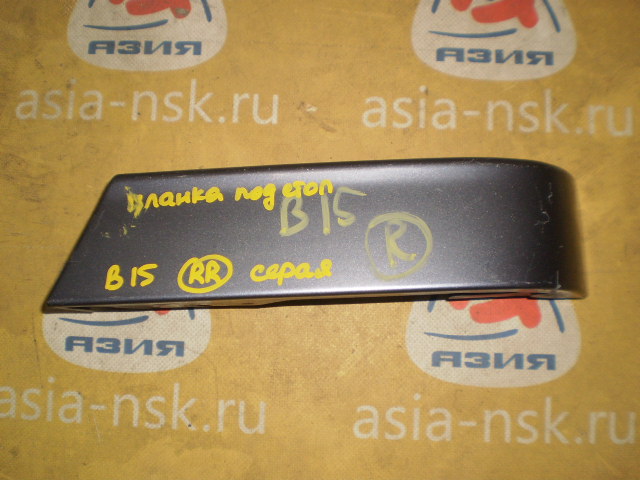 АЗИЯ
АЗИЯ
asia-nsk.ru
asia-nsk.ru
планка под стоп
B15
R
B15 RR серая
АЗИЯ
АЗИЯ
asia-nsk.ru
asia-nsk.ru